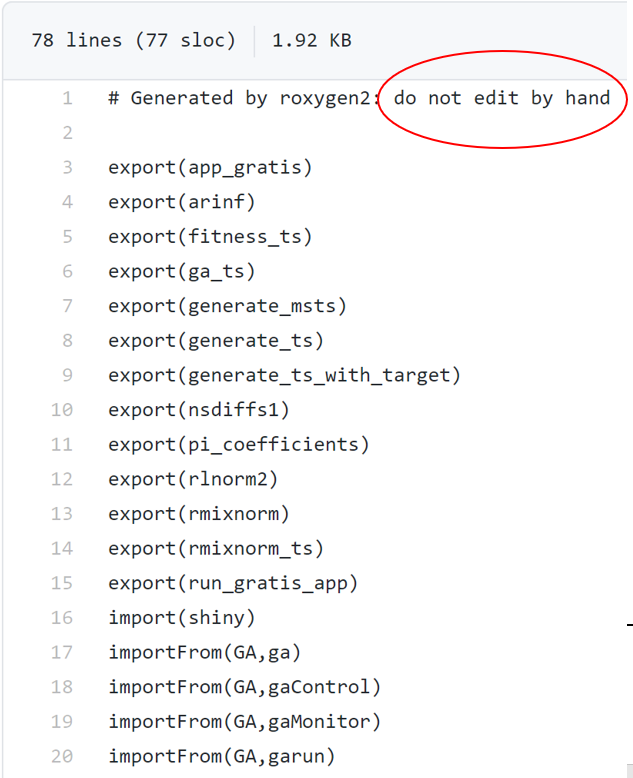 78 lines (77 sloc) 1.92 KB
1 # Generated by roxygen2: do not edit by hand
2
3 export(app_gratis)
4 export(arinf)
5 export(fitness_ts)
6 export(ga_ts)
7 export(generate_msts)
8 export(generate_ts)
9 export(generate_ts_with_target)
10 export(nsdiffs1)
11 export(pi_coefficients)
12 export(rlnorm2)
13 export(rmixnorm)
14 export(rmixnorm_ts)
15 export(run_gratis_app)
16 import(shiny)
17 importFrom(GA,ga)
18 importFrom(GA,gaControl)
19 importFrom(GA,gaMonitor)
20 importFrom(GA,garun)